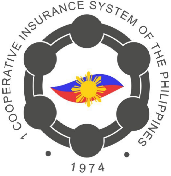 1 COOPERATIVE INSURANCE SYSTEM OF THE PHILIPPINES
1974